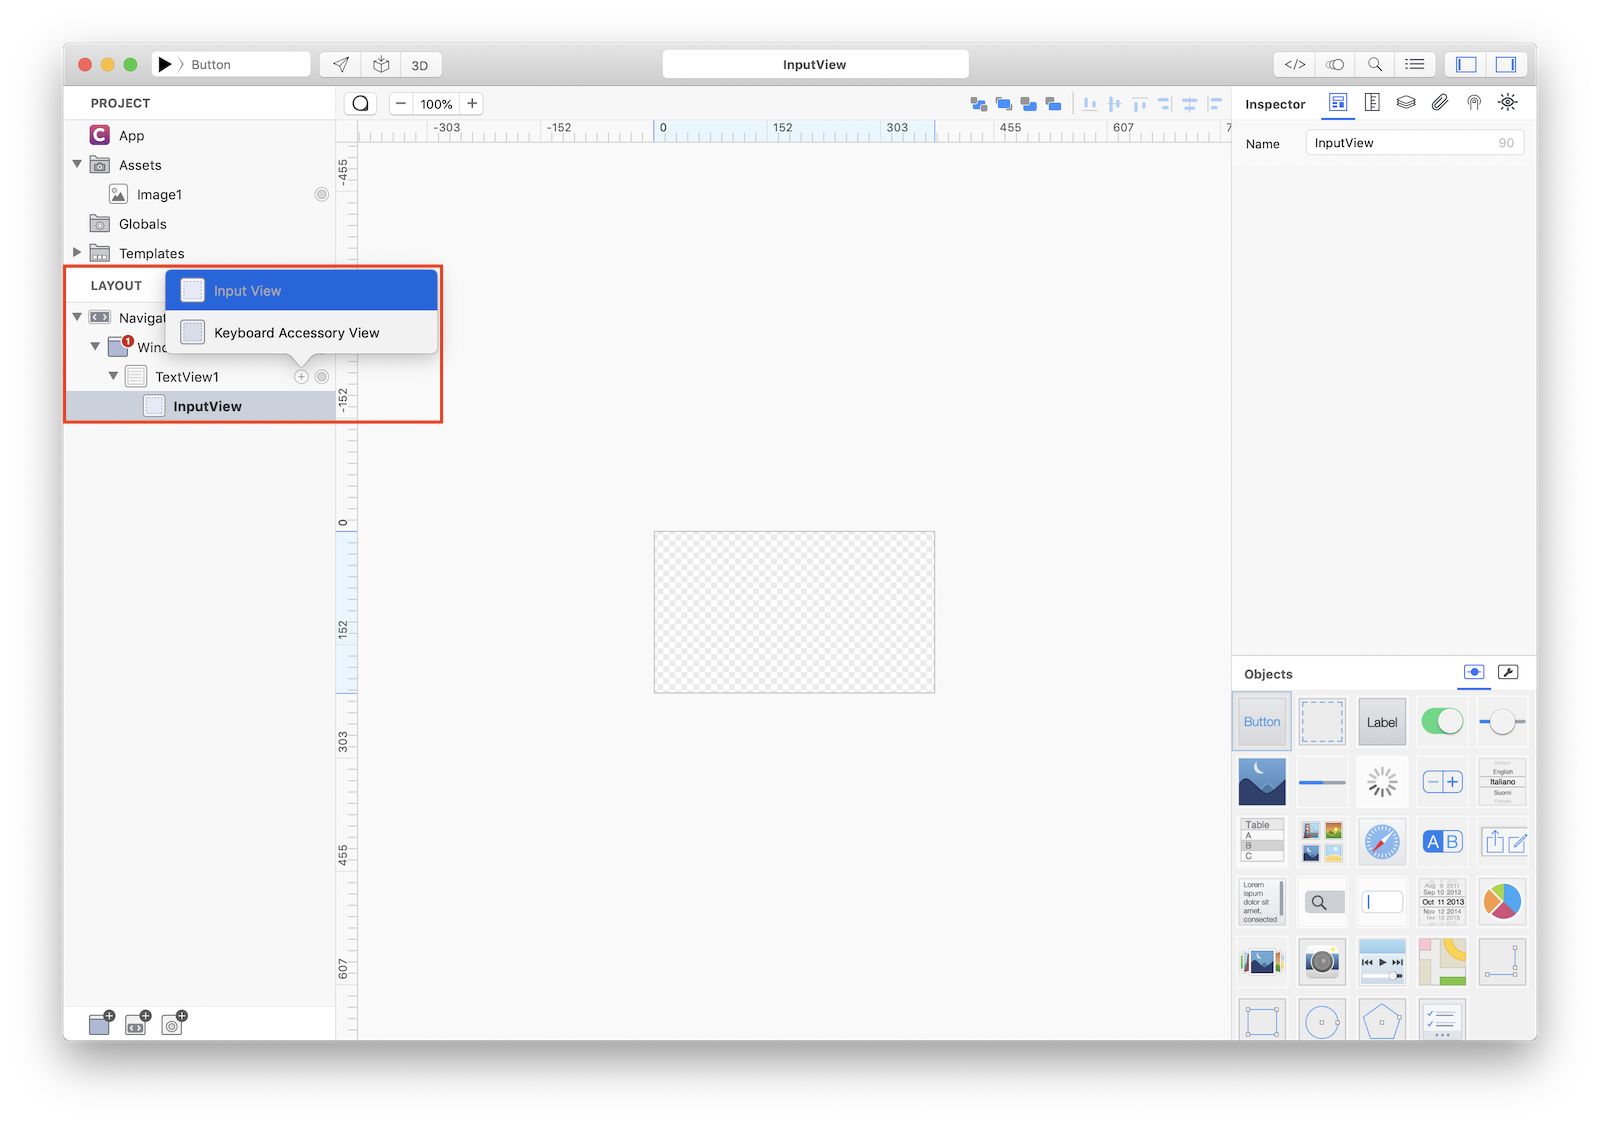 Button
3D
InputView
PROJECT
100%
Inspector
App
Assets
Image1
Globals
Templates
-303
-152
0
152
303
455
607
7
Name
InputView
90
LAYOUT
Input View
Keyboard Accessory View
Navigat
Winc
1
TextView1
InputView
-455
-152
0
152
303
455
607
Objects
Button
Label
English
Italiano
Suomi
Table
A
B
C
A B
Lorem
ispum
dolor sit
amet,
consected
Aug 9 2011
Sep 10 2012
Oct 11 2013
Nov 12 2014
Dec 13 2015